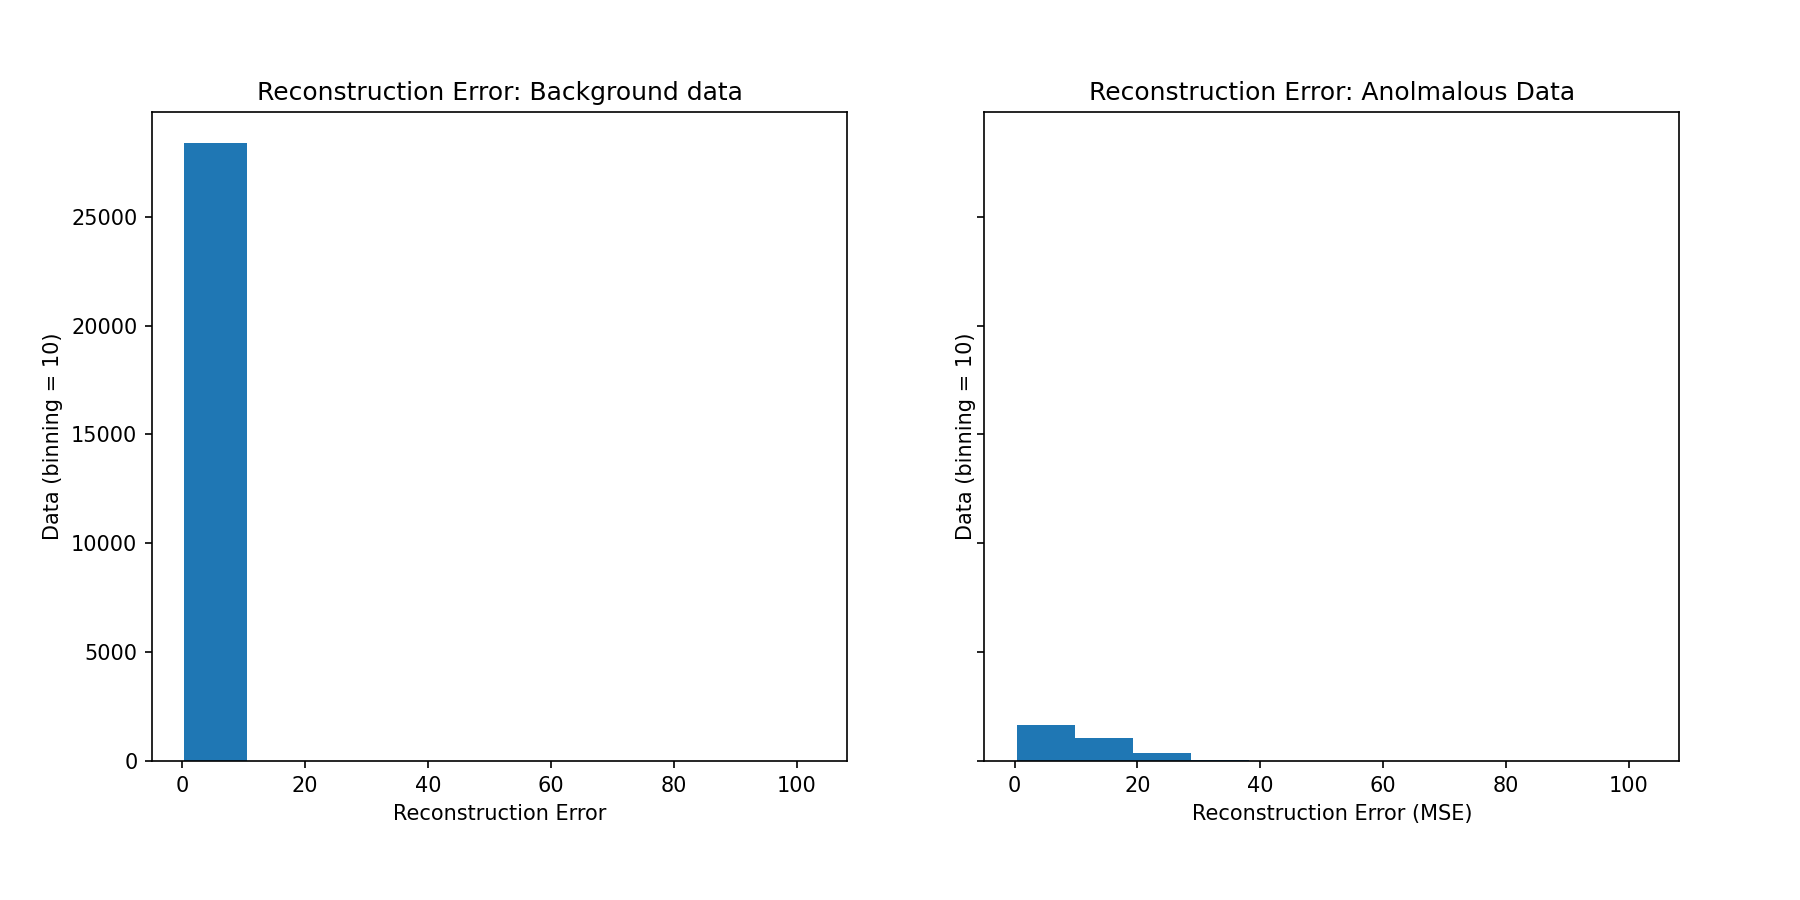 Reconstruction Error: Background data
Data (binning = 10)
25000
20000
15000
10000
5000
0
0 20 40 60 80 100
Reconstruction Error
Reconstruction Error: Anolmalous Data
Data (binning = 10)
0 20 40 60 80 100
Reconstruction Error (MSE)